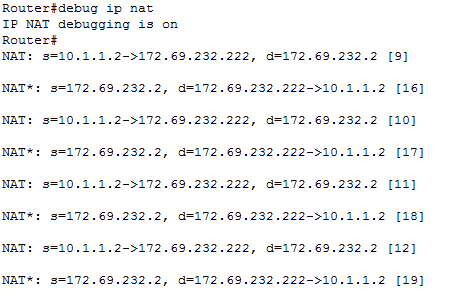 Router#debug ip nat
IP NAT debugging is on
Router#
NAT: s=10.1.1.2->172.69.232.222, d=172.69.232.2 [9]
NAT*: s=172.69.232.2, d=172.69.232.222->10.1.1.2 [16]
NAT: s=10.1.1.2->172.69.232.222, d=172.69.232.2 [10]
NAT*: s=172.69.232.2, d=172.69.232.222->10.1.1.2 [17]
NAT: s=10.1.1.2->172.69.232.222, d=172.69.232.2 [11]
NAT*: s=172.69.232.2, d=172.69.232.222->10.1.1.2 [18]
NAT: s=10.1.1.2->172.69.232.222, d=172.69.232.2 [12]
NAT*: s=172.69.232.2, d=172.69.232.222->10.1.1.2 [19]